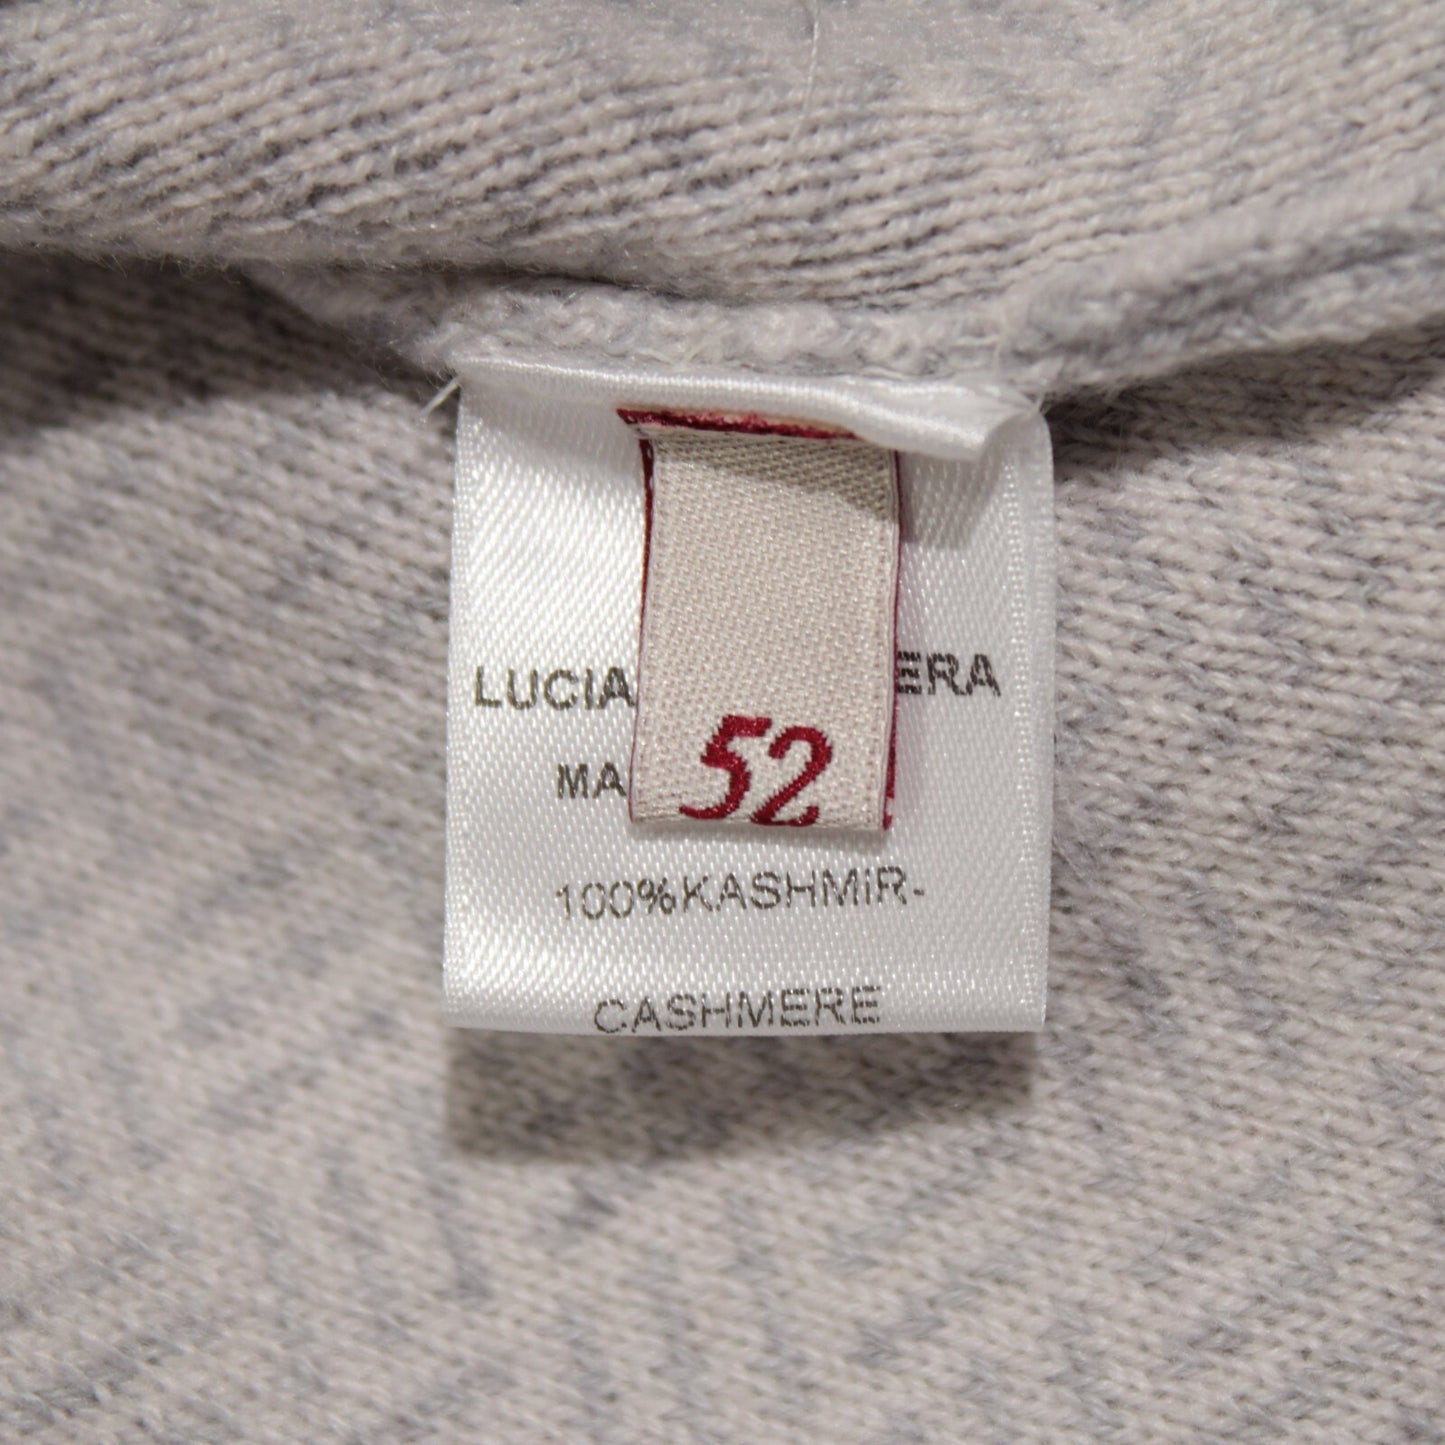 LUCIA ERA
MA
52
100%KASHMiR-
CASHMERE